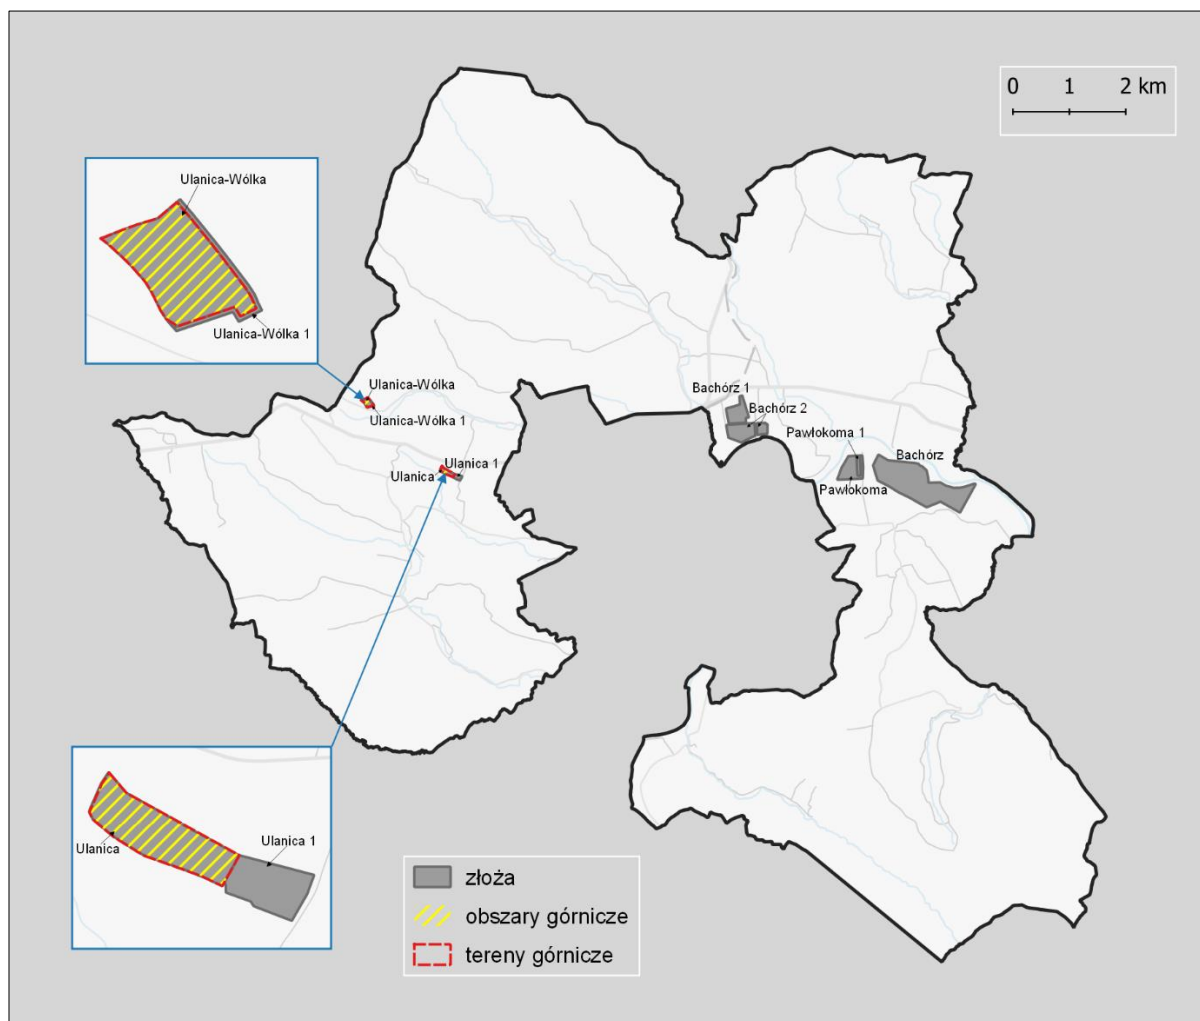 0 1 2 km
Ulanica-Wólka
Ulanica-Wólka 1
Ulanica-Wólka
Ulanica-Wólka 1
Bachórz 1
Bachórz 2
Pawłokoma 1
Bachórz
Pawłokoma
Ulanica 1
Ulanica
Ulanica 1
Ulanica
złoża
obszary górnicze
tereny górnicze